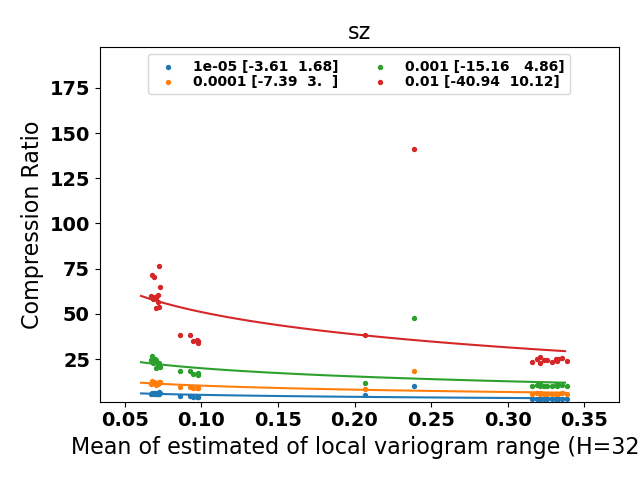 sz
1e-05 [-3.61  1.68]
0.0001 [-7.39  3.  ]
0.001 [-15.16   4.86]
0.01 [-40.94  10.12]
Compression Ratio
175
150
125
100
75
50
25
0.05 0.10 0.15 0.20 0.25 0.30 0.35
Mean of estimated of local variogram range (H=32